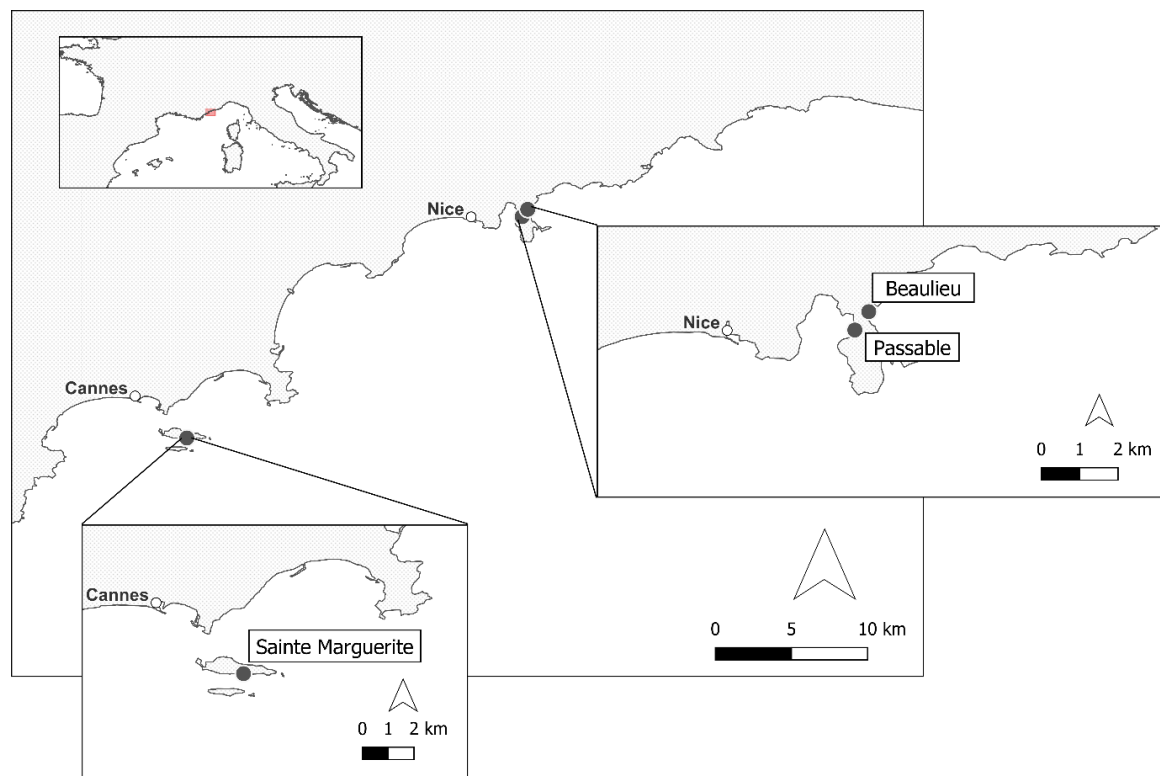 Nice
Beaulieu
Nice
Passable
0 1 2 km
Cannes
Cannes
Sainte Marguerite
0 1 2 km
0 5 10 km